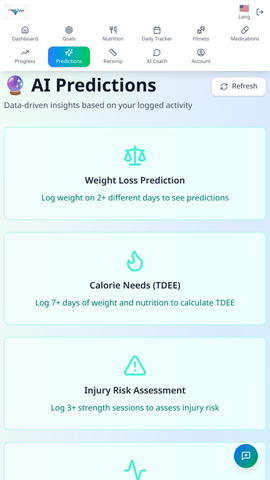 Lang
Dashboard
Goals
Nutrition
Daily Tracker
Fitness
Medications
Progress
Predictions
Recomp
AI Coach
Account
AI Predictions
Refresh
Data-driven insights based on your logged activity
Weight Loss Prediction
Log weight on 2+ different days to see predictions
Calorie Needs (TDEE)
Log 7+ days of weight and nutrition to calculate TDEE
Injury Risk Assessment
Log 3+ strength sessions to assess injury risk